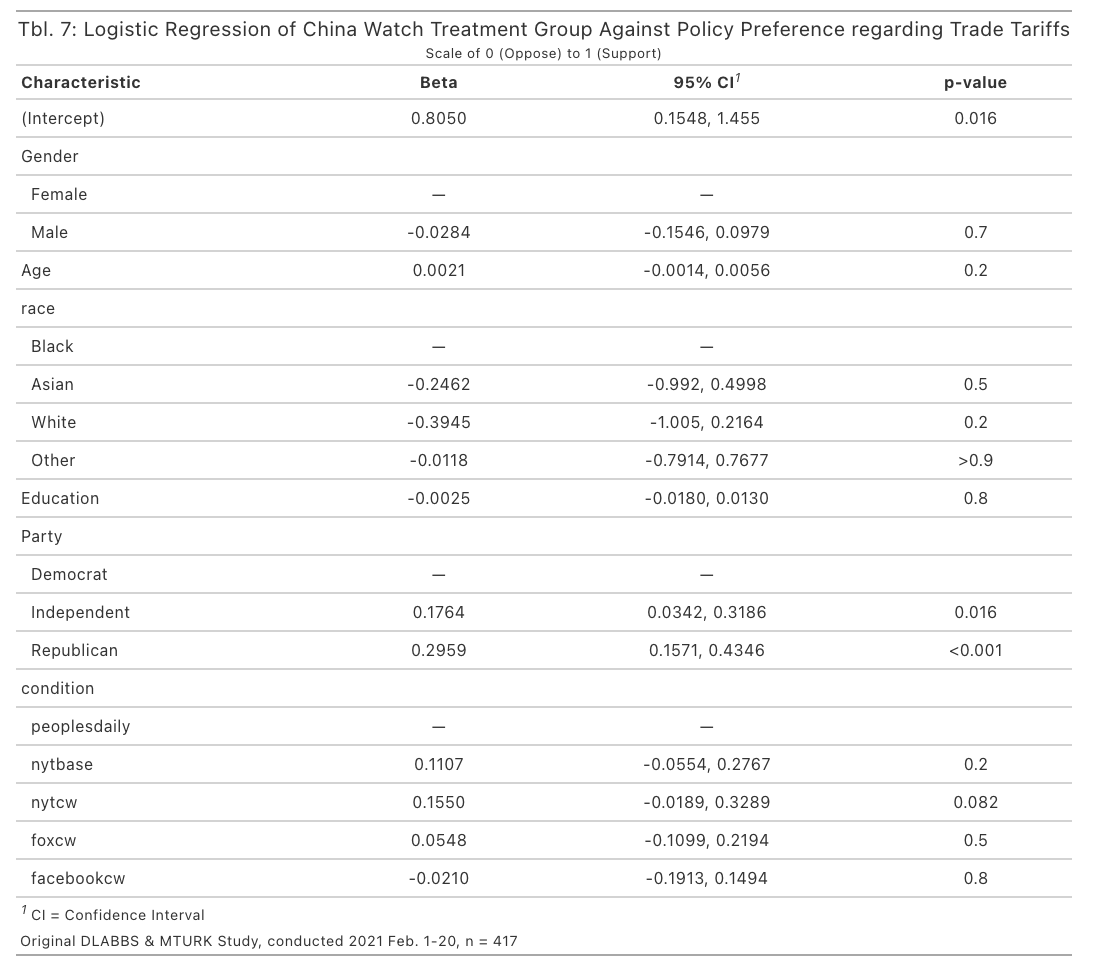 Tbl. 7: Logistic Regression of China Watch Treatment Group Against Policy Preference regarding Trade Tariffs
Scale of 0 (Oppose) to 1 (Support)
Characteristic Beta 95% CI1 p-value
(Intercept) 0.8050 0.1548, 1.455 0.016
Gender
Female — —
Male -0.0284 -0.1546, 0.0979 0.7
Age 0.0021 -0.0014, 0.0056 0.2
race
Black — —
Asian -0.2462 -0.992, 0.4998 0.5
White -0.3945 -1.005, 0.2164 0.2
Other -0.0118 -0.7914, 0.7677 >0.9
Education -0.0025 -0.0180, 0.0130 0.8
Party
Democrat — —
Independent 0.1764 0.0342, 0.3186 0.016
Republican 0.2959 0.1571, 0.4346 <0.001
condition
peoplesdaily — —
nytbase 0.1107 -0.0554, 0.2767 0.2
nytcw 0.1550 -0.0189, 0.3289 0.082
foxcw 0.0548 -0.1099, 0.2194 0.5
facebookcw -0.0210 -0.1913, 0.1494 0.8
1 CI = Confidence Interval
Original DLABBS & MTURK Study, conducted 2021 Feb. 1-20, n = 417